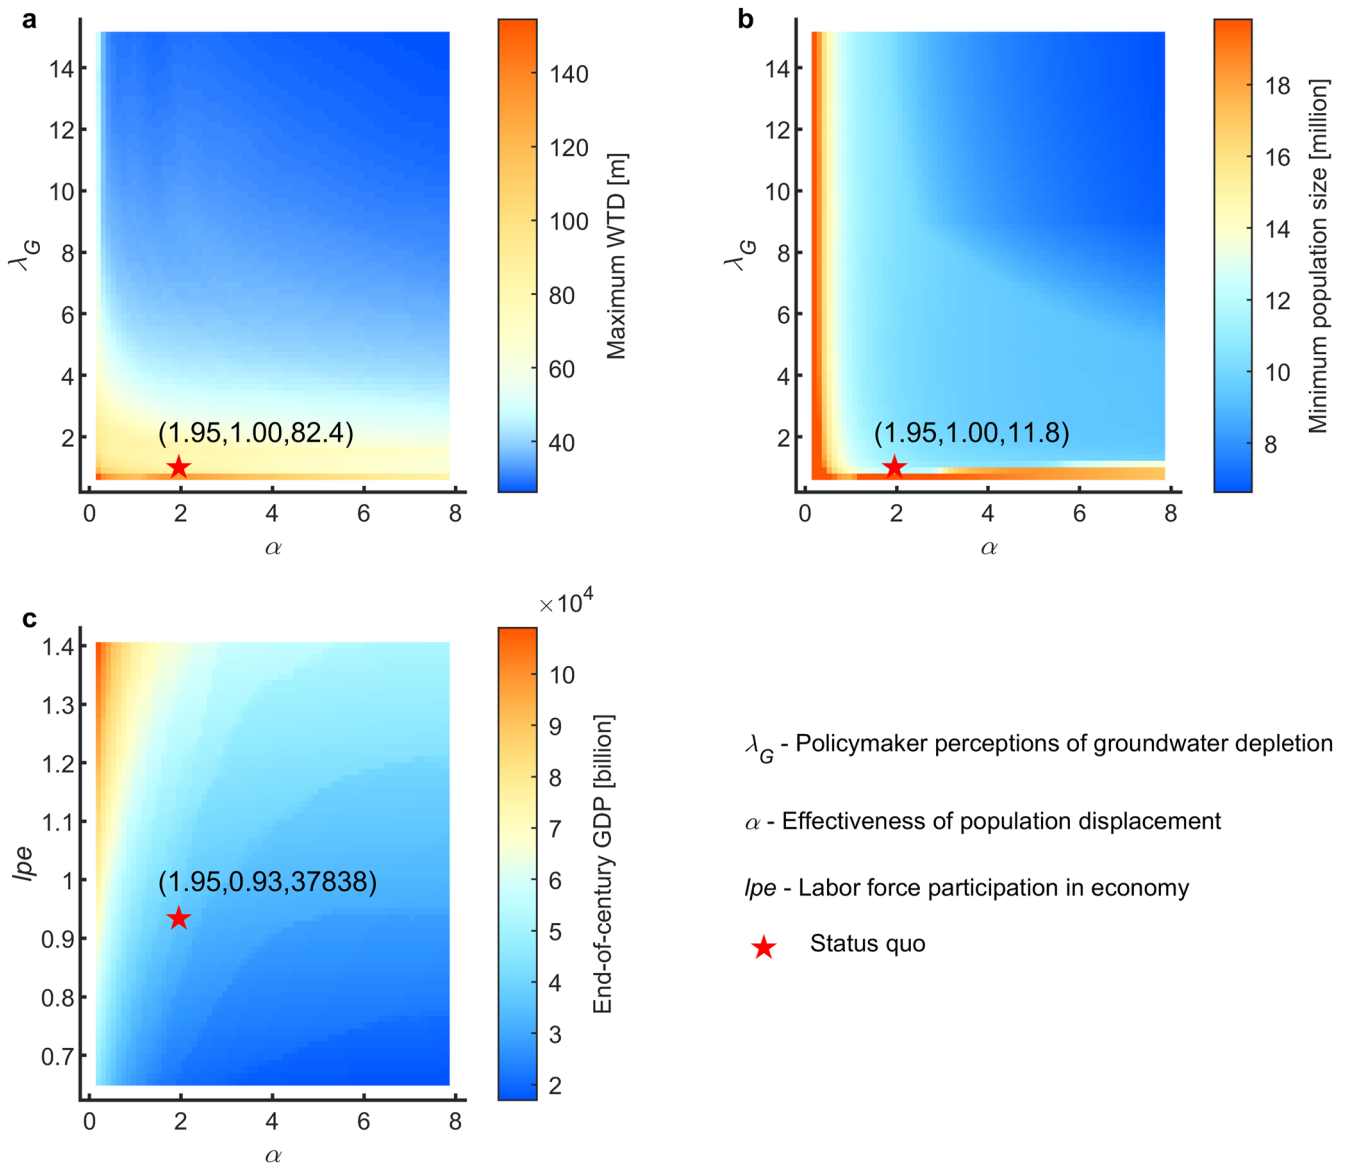 a
14
12
10
8
6
4
2
λG
0 2 4 6 8
α
(1.95,1.00,82.4)
140
120
100
80
60
40
Maximum WTD [m]
b
14
12
10
8
6
4
2
λG
0 2 4 6 8
α
(1.95,1.00,11.8)
18
16
14
12
10
8
Minimum population size [million]
c
1.4
1.3
1.2
1.1
1
0.9
0.8
0.7
lpe
0 2 4 6 8
α
(1.95,0.93,37838)
×10^4
10
9
8
7
6
5
4
3
2
End-of-century GDP [billion]
λG - Policymaker perceptions of groundwater depletion
α - Effectiveness of population displacement
lpe - Labor force participation in economy
Status quo